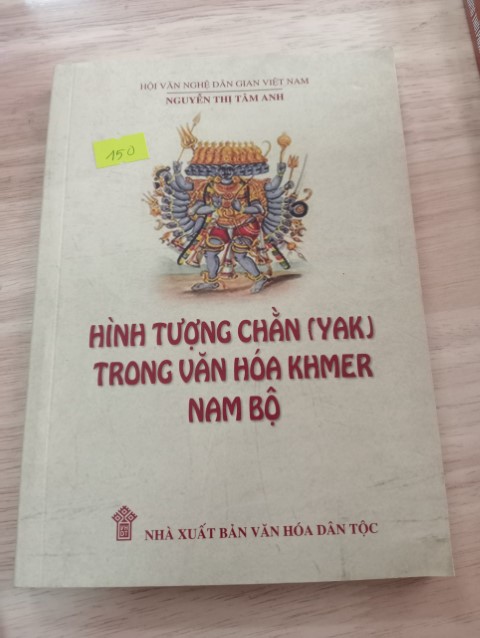 HỘI VĂN NGHỆ DÂN GIAN VIỆT NAM
NGUYỄN THỊ TÂM ANH
150
HÌNH TƯỢNG CHẰN (YAK)
TRONG VĂN HÓA KHMER
NAM BỘ
NHÀ XUẤT BẢN VĂN HÓA DÂN TỘC